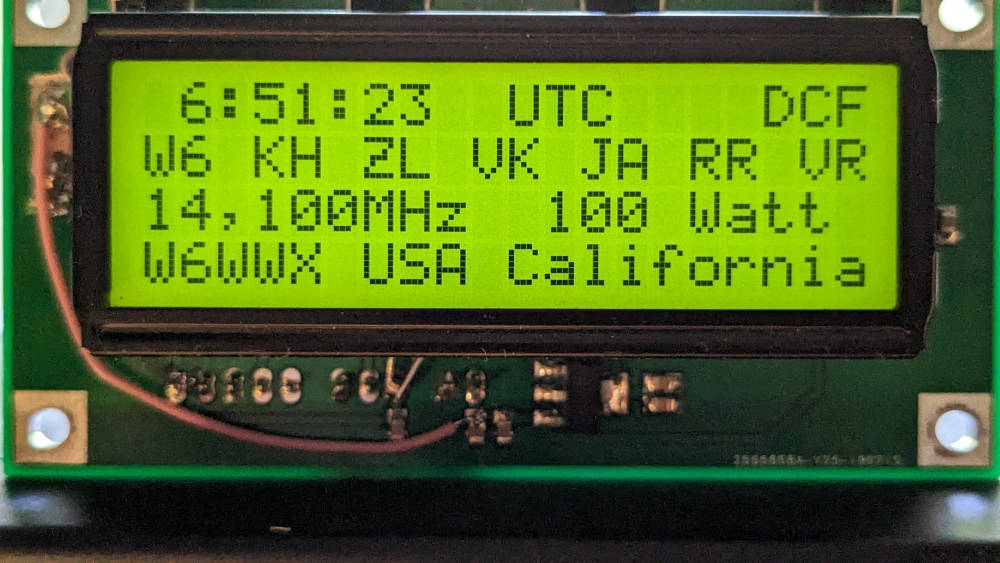 6:51:23 UTC DCF
W6 KH ZL VK JA RR VR
14,100MHz 100 Watt
W6WWX USA California